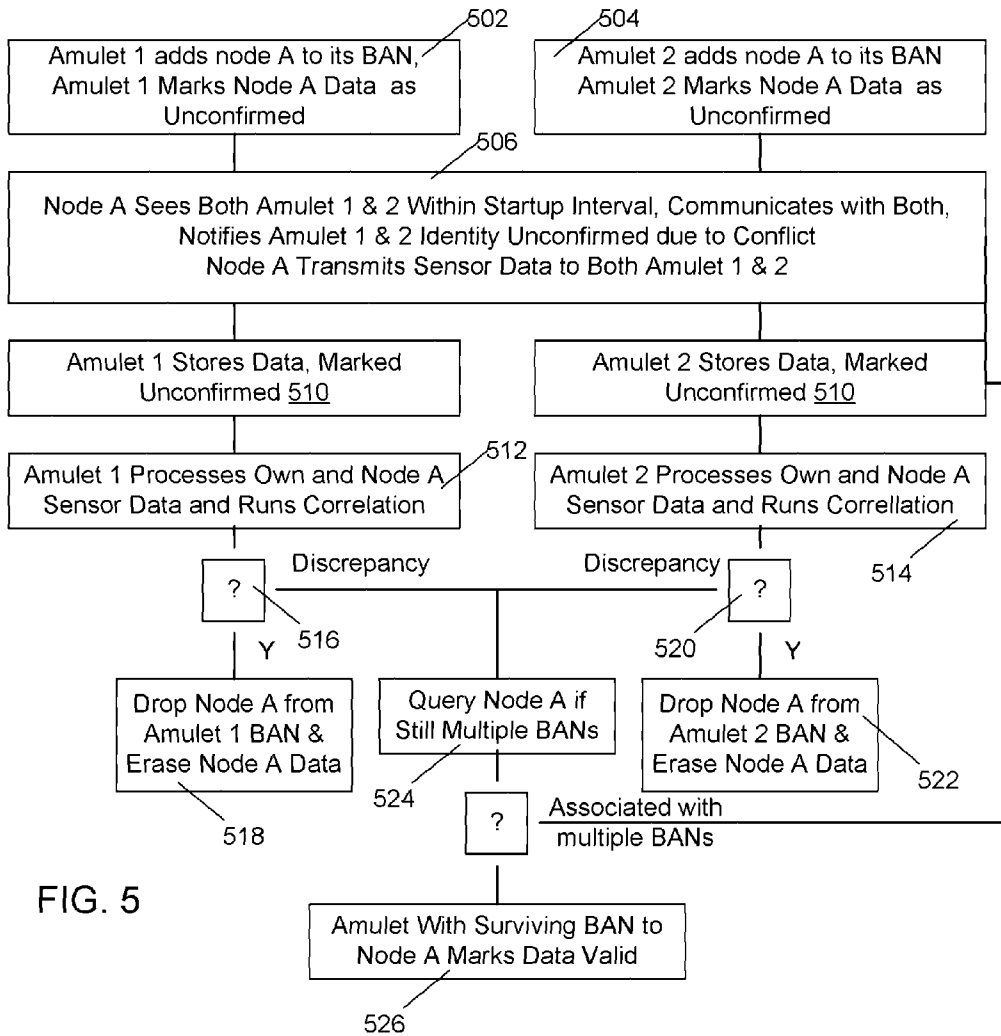 502
504
Amulet 1 adds node A to its BAN,
Amulet 1 Marks Node A Data as
Unconfirmed
Amulet 2 adds node A to its BAN
Amulet 2 Marks Node A Data as
Unconfirmed
506
Node A Sees Both Amulet 1 & 2 Within Startup Interval, Communicates with Both,
Notifies Amulet 1 & 2 Identity Unconfirmed due to Conflict
Node A Transmits Sensor Data to Both Amulet 1 & 2
Amulet 1 Stores Data, Marked
Unconfirmed 510
Amulet 2 Stores Data, Marked
Unconfirmed 510
Amulet 1 Processes Own and Node A
Sensor Data and Runs Correlation
512
Amulet 2 Processes Own and Node A
Sensor Data and Runs Correllation
514
?
Discrepancy
Discrepancy
?
516
520
Y
Y
Drop Node A from
Amulet 1 BAN &
Erase Node A Data
518
Query Node A if
Still Multiple BANs
524
Drop Node A from
Amulet 2 BAN &
Erase Node A Data
522
?
Associated with
multiple BANs
FIG. 5
Amulet With Surviving BAN to
Node A Marks Data Valid
526